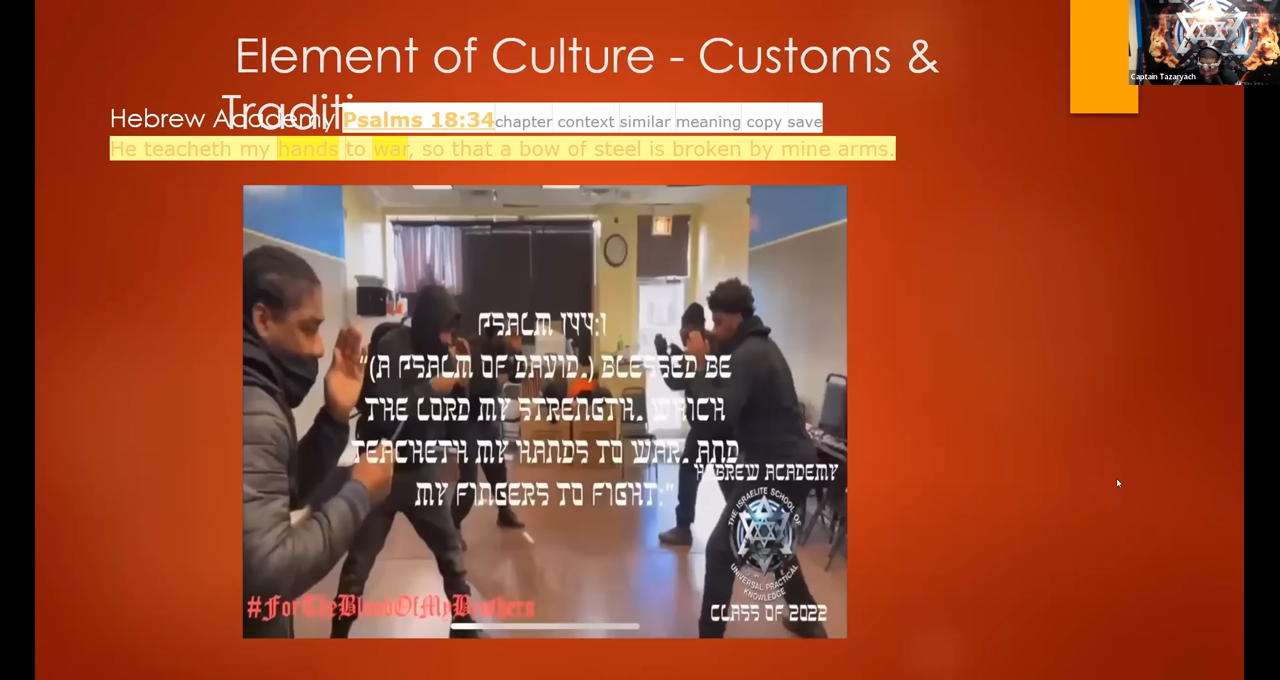 Element of Culture - Customs &
Traditi
Captain Tazaryach
Hebrew Academy Psalms 18:34 chapter context similar meaning copy save
He teacheth my hands to war, so that a bow of steel is broken by mine arms.
PSALM 144:1
"(A PSALM OF DAVID.) BLESSED BE
THE LORD MY STRENGTH, WHICH
TEACHETH MY HANDS TO WAR, AND
MY FINGERS TO FIGHT:"
HEBREW ACADEMY
THE ISRAELITE SCHOOL OF
UNIVERSAL PRACTICAL
KNOWLEDGE
CLASS OF 2022
#ForTheBloodOfMyBrothers